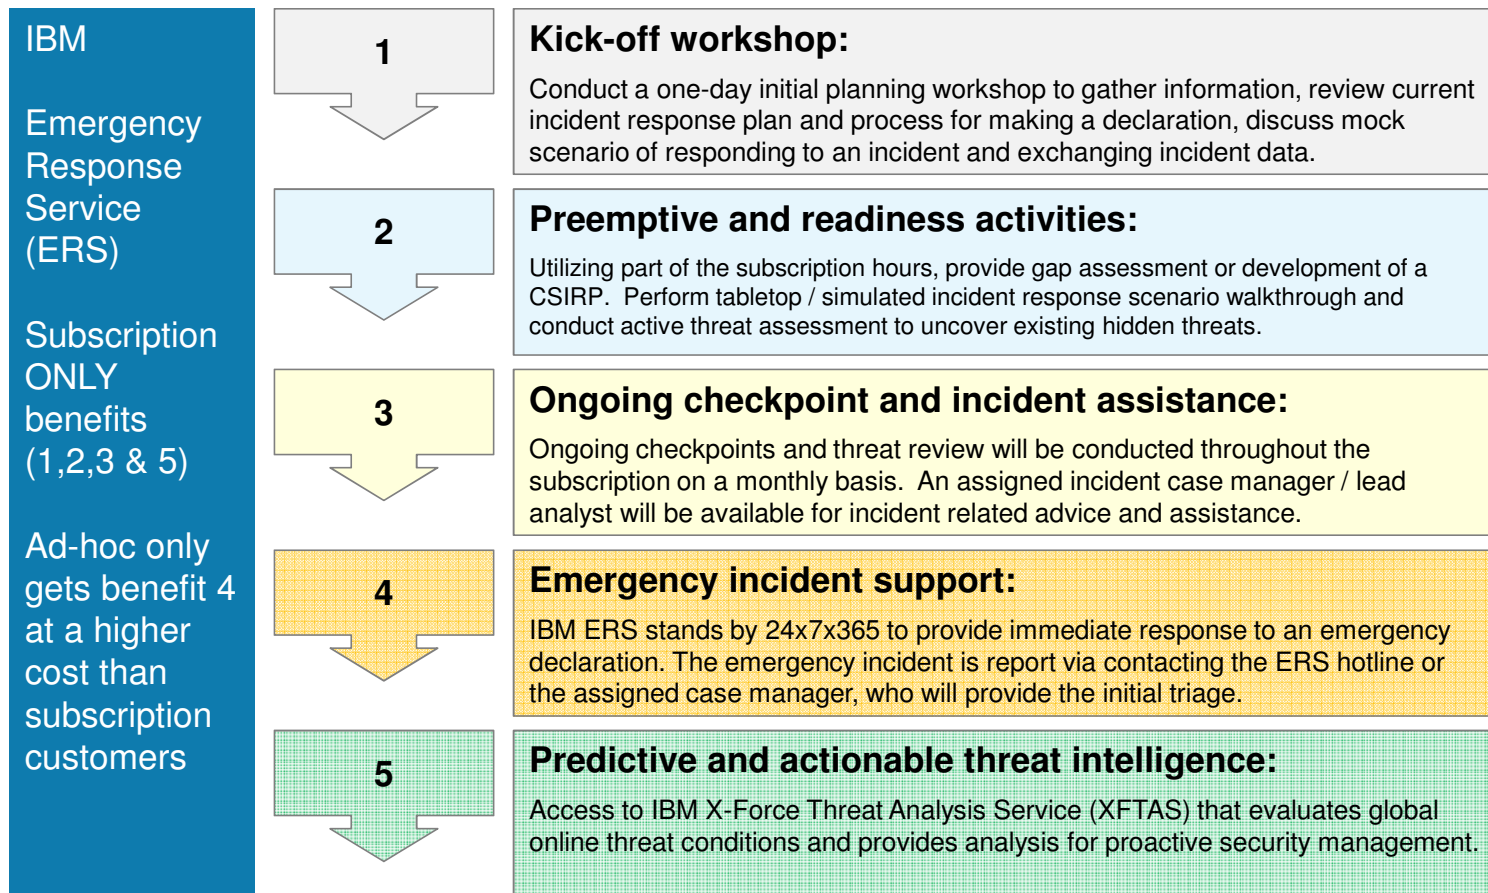 IBM
Emergency
Response
Service
(ERS)
Subscription
ONLY
benefits
(1,2,3 & 5)
Ad-hoc only
gets benefit 4
at a higher
cost than
subscription
customers
1
Kick-off workshop:
Conduct a one-day initial planning workshop to gather information, review current
incident response plan and process for making a declaration, discuss mock
scenario of responding to an incident and exchanging incident data.
2
Preemptive and readiness activities:
Utilizing part of the subscription hours, provide gap assessment or development of a
CSIRP.  Perform tabletop / simulated incident response scenario walkthrough and
conduct active threat assessment to uncover existing hidden threats.
3
Ongoing checkpoint and incident assistance:
Ongoing checkpoints and threat review will be conducted throughout the
subscription on a monthly basis.  An assigned incident case manager / lead
analyst will be available for incident related advice and assistance.
4
Emergency incident support:
IBM ERS stands by 24x7x365 to provide immediate response to an emergency
declaration. The emergency incident is report via contacting the ERS hotline or
the assigned case manager, who will provide the initial triage.
5
Predictive and actionable threat intelligence:
Access to IBM X-Force Threat Analysis Service (XFTAS) that evaluates global
online threat conditions and provides analysis for proactive security management.